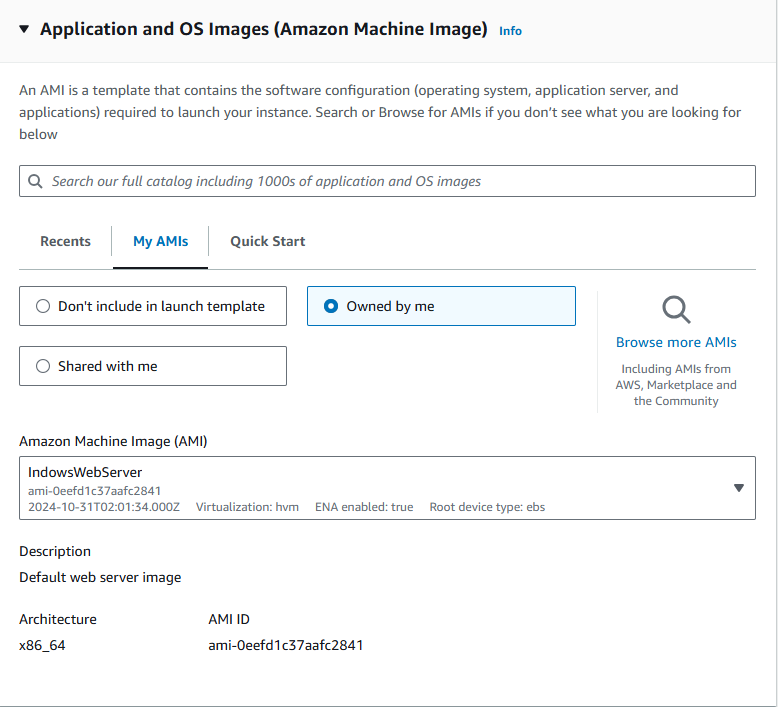 Application and OS Images (Amazon Machine Image) Info
An AMI is a template that contains the software configuration (operating system, application server, and
applications) required to launch your instance. Search or Browse for AMIs if you don’t see what you are looking for
below
Search our full catalog including 1000s of application and OS images
Recents
My AMIs
Quick Start
Don't include in launch template
Owned by me
Shared with me
Browse more AMIs
Including AMIs from
AWS, Marketplace and
the Community
Amazon Machine Image (AMI)
IndowsWebServer
ami-0eefd1c37aafc2841
2024-10-31T02:01:34.000Z Virtualization: hvm ENA enabled: true Root device type: ebs
Description
Default web server image
Architecture AMI ID
x86_64 ami-0eefd1c37aafc2841